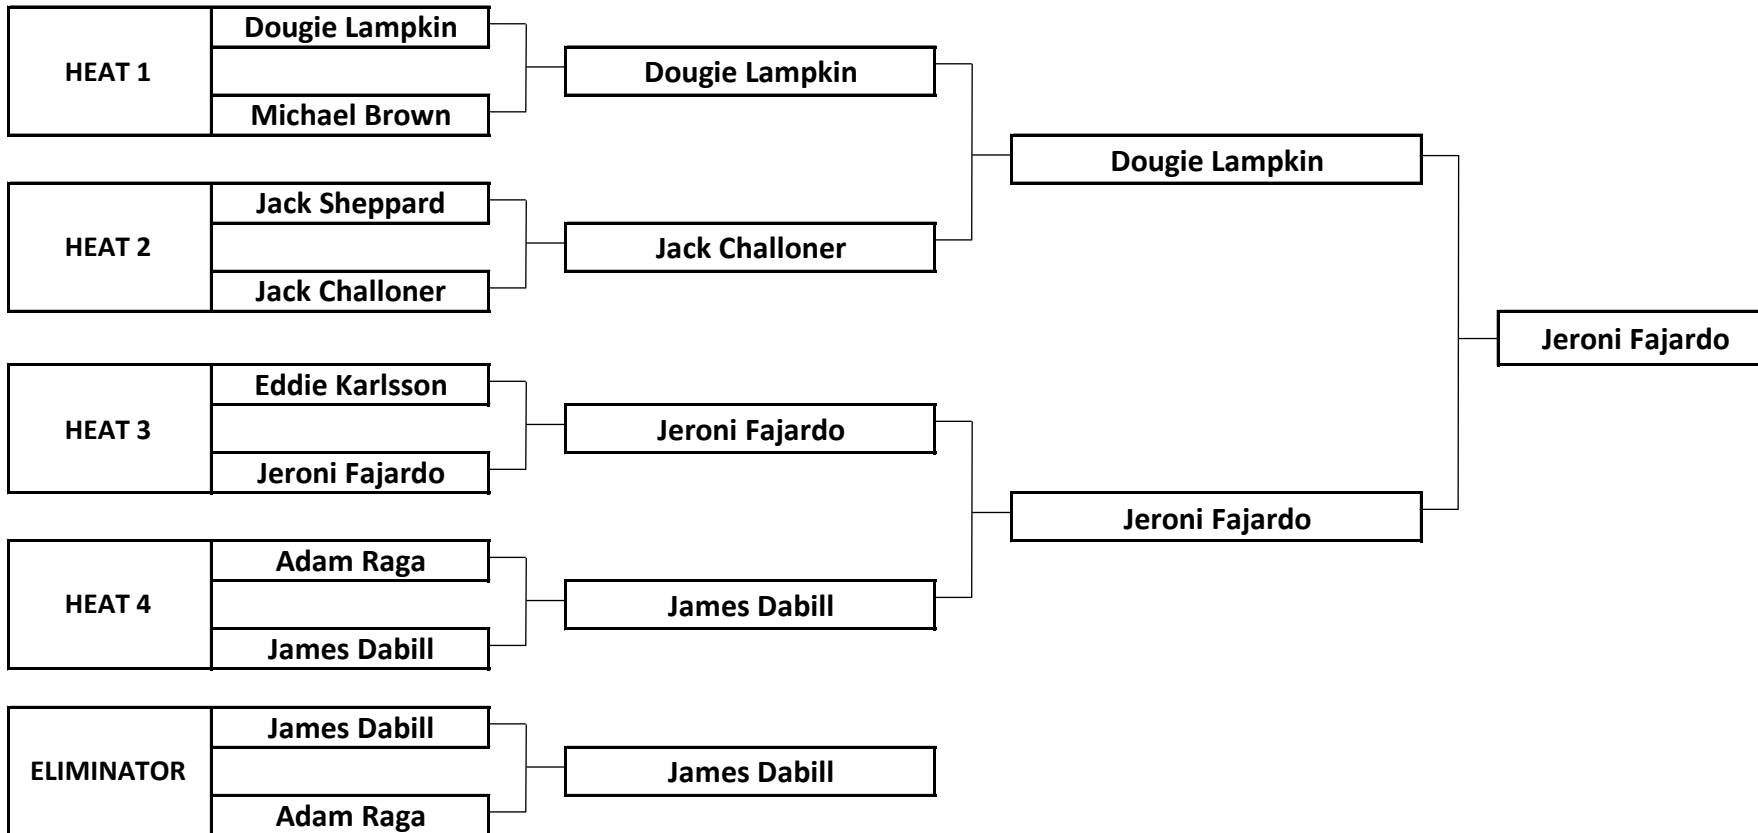 HEAT 1
Dougie Lampkin
Michael Brown
Dougie Lampkin
HEAT 2
Jack Sheppard
Jack Challoner
Jack Challoner
Dougie Lampkin
HEAT 3
Eddie Karlsson
Jeroni Fajardo
Jeroni Fajardo
HEAT 4
Adam Raga
James Dabill
James Dabill
Jeroni Fajardo
Jeroni Fajardo
ELIMINATOR
James Dabill
Adam Raga
James Dabill